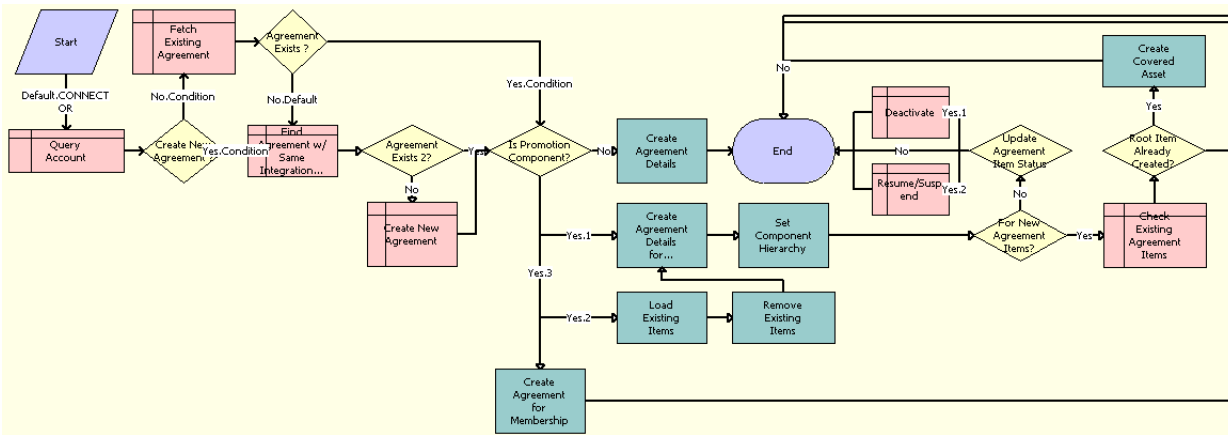 Start
Default.CONNECT
OR
Query
Account
Fetch
Existing
Agreement
No.Condition
Create New
Agreement
Yes.Condition
Agreement
Exists ?
No.Default
Find
Agreement w/
Same
Integration...
Agreement
Exists 2?
No
Create New
Agreement
Yes
Yes.Condition
Is Promotion
Component?
No
Create
Agreement
Details
End
No
Yes.1
Create
Agreement
Details
for...
Set
Component
Hierarchy
Yes.2
Load
Existing
Items
Remove
Existing
Items
Yes.3
Create
Agreement
for
Membership
Deactivate
Yes.1
Resume/Susp
end
Yes.2
No
Update
Agreement
Item Status
No
For New
Agreement
Items?
Yes
Check
Existing
Agreement
Items
Root Item
Already
Created?
Yes
Create
Covered
Asset